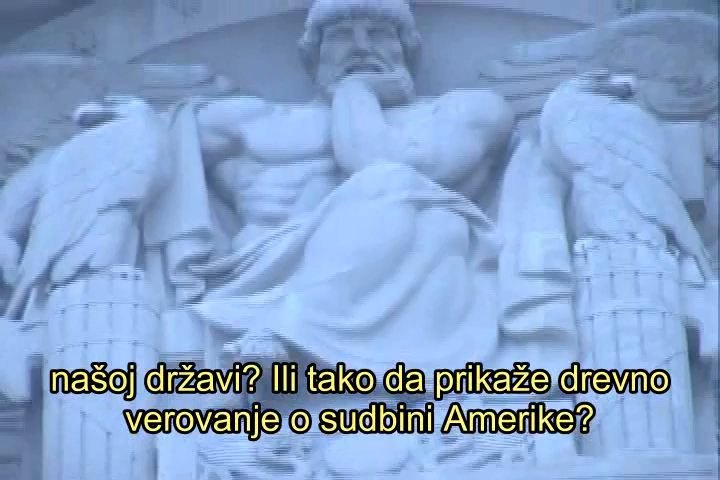 našoj državi? Ili tako da prikaže drevno
verovanje o sudbini Amerike?